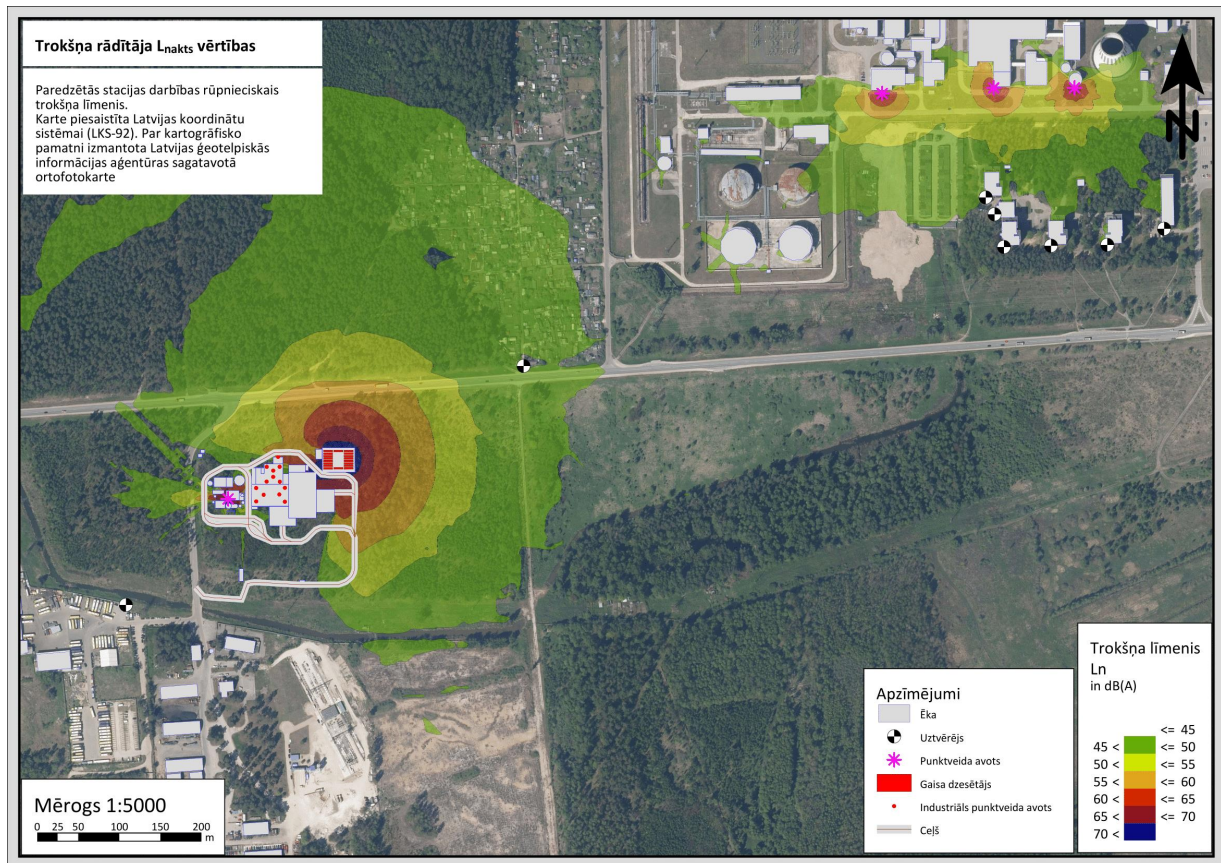 Trokšņa rādītāja Lnakts vērtības
Paredzētās stacijas darbības rūpnieciskais
trokšņa līmenis.
Karte piesaistīta Latvijas koordinātu
sistēmai (LKS-92). Par kartogrāfisko
pamatni izmantota Latvijas ģeotelpiskās
informācijas aģentūras sagatavotā
ortofotokarte
N
Mērogs 1:5000
0 25 50 100 150 200
m
Apzīmējumi
Ēka
Uztvērējs
Punktveida avots
Gaisa dzesētājs
Industriāls punktveida avots
Ceļš
Trokšņa līmenis
Ln
in dB(A)
<= 45
45 < <= 50
50 < <= 55
55 < <= 60
60 < <= 65
65 < <= 70
70 <